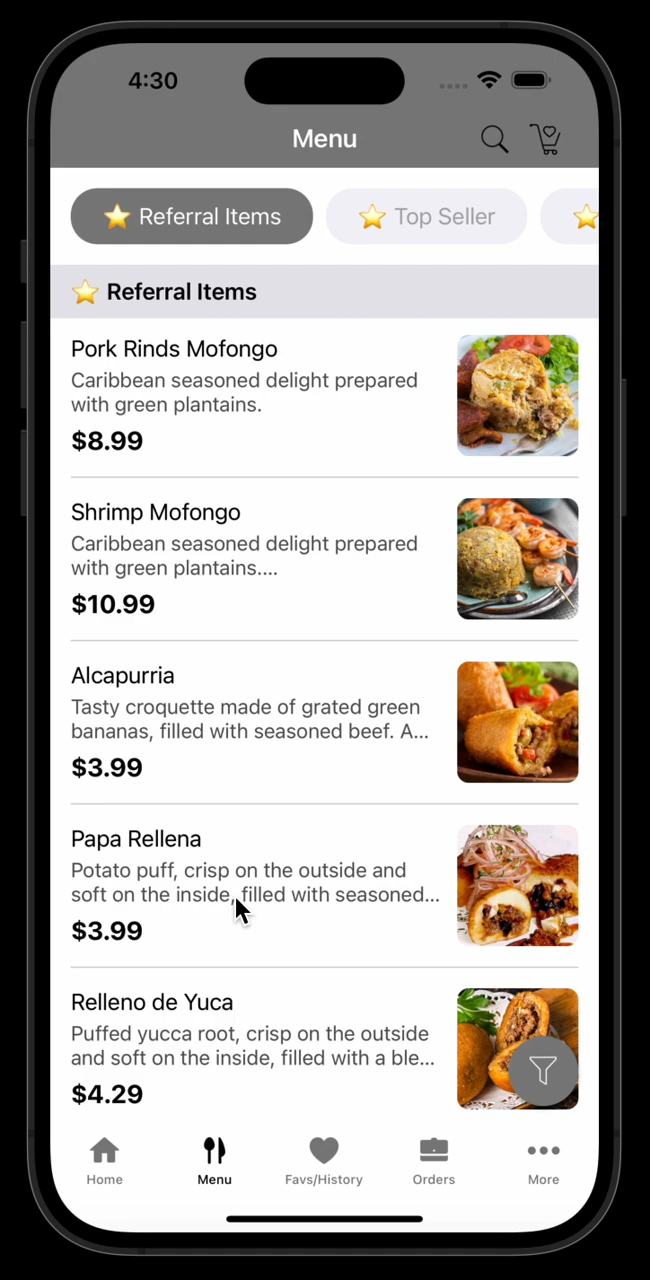 4:30
Menu
⭐ Referral Items
⭐ Top Seller
⭐
⭐ Referral Items
Pork Rinds Mofongo
Caribbean seasoned delight prepared
with green plantains.
$8.99
Shrimp Mofongo
Caribbean seasoned delight prepared
with green plantains....
$10.99
Alcapurria
Tasty croquette made of grated green
bananas, filled with seasoned beef. A...
$3.99
Papa Rellena
Potato puff, crisp on the outside and
soft on the inside, filled with seasoned...
$3.99
Relleno de Yuca
Puffed yucca root, crisp on the outside
and soft on the inside, filled with a ble...
$4.29
Home
Menu
Favs/History
Orders
More